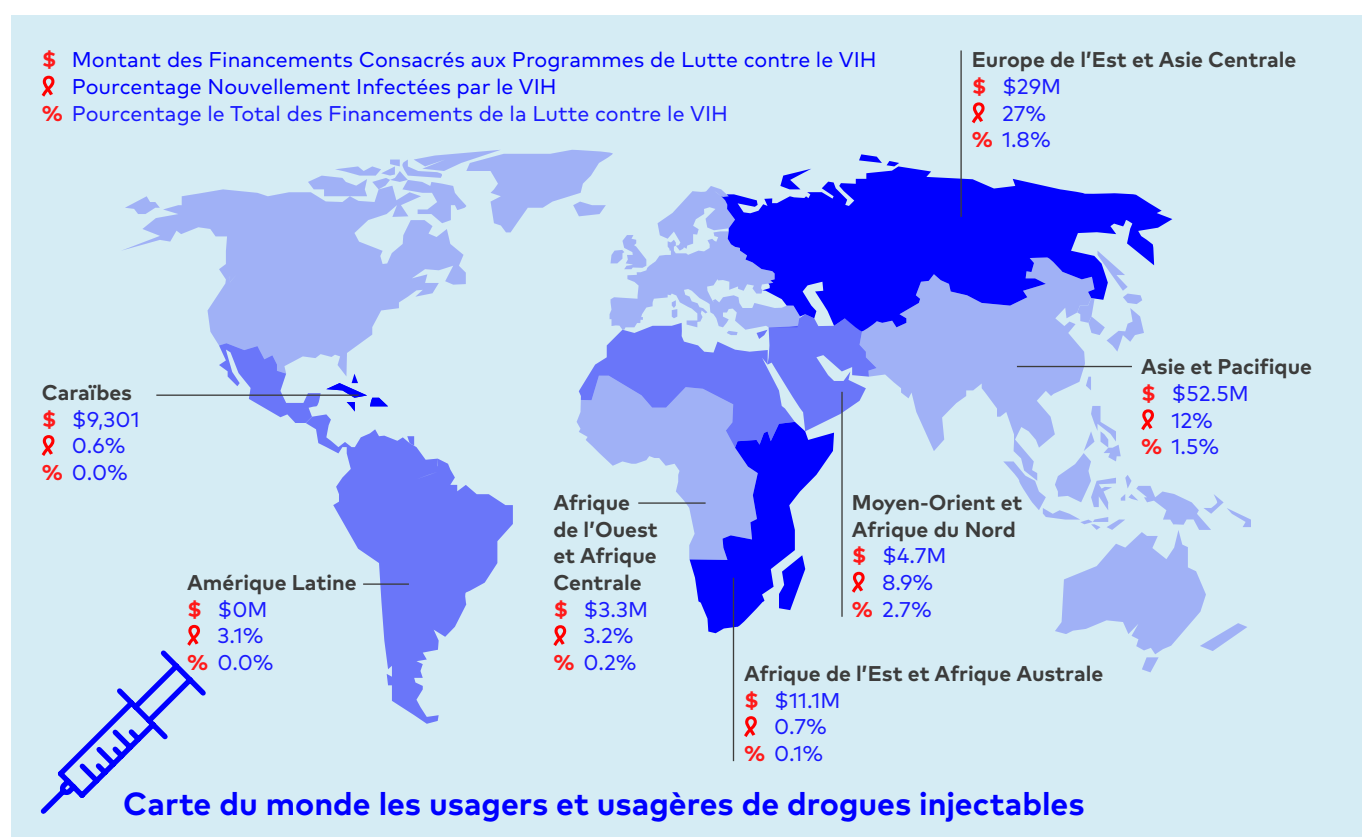 $ Montant des Financements Consacrés aux Programmes de Lutte contre le VIH
Pourcentage Nouvellement Infectées par le VIH
% Pourcentage le Total des Financements de la Lutte contre le VIH
Europe de l'Est et Asie Centrale
$ $29M
27%
% 1.8%
Caraïbes
$ $9,301
0.6%
% 0.0%
Asie et Pacifique
$ $52.5M
12%
% 1.5%
Afrique
de l'Ouest
et Afrique
Centrale
$ $3.3M
3.2%
% 0.2%
Moyen-Orient et
Afrique du Nord
$ $4.7M
8.9%
% 2.7%
Amérique Latine
$ $0M
3.1%
% 0.0%
Afrique de l'Est et Afrique Australe
$ $11.1M
0.7%
% 0.1%
Carte du monde les usagers et usagères de drogues injectables